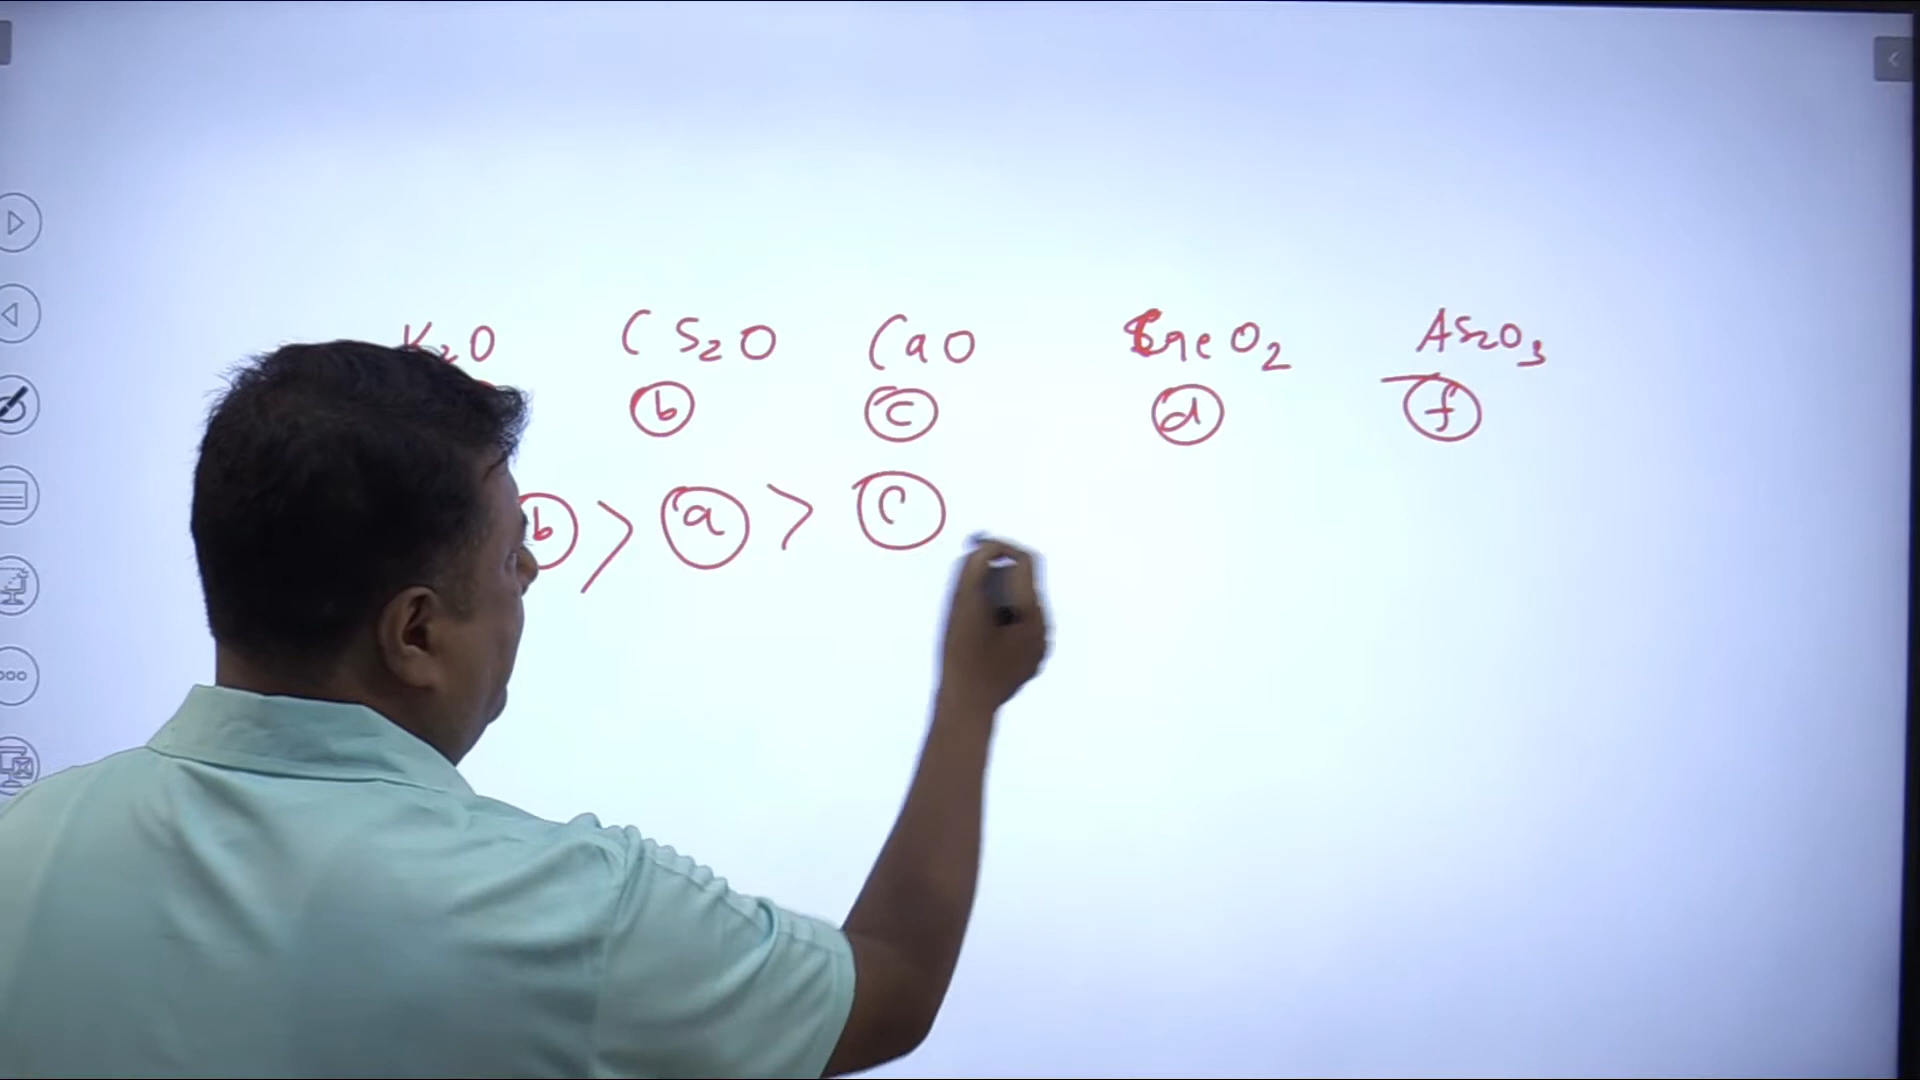 K₂O CS₂O CaO GeO₂ AS₂O₃
b c d f
b > a > c